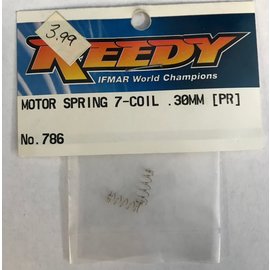 3.99
REEDY
IFMAR World Champions
MOTOR SPRING 7-COIL .30MM [PR]
No.786